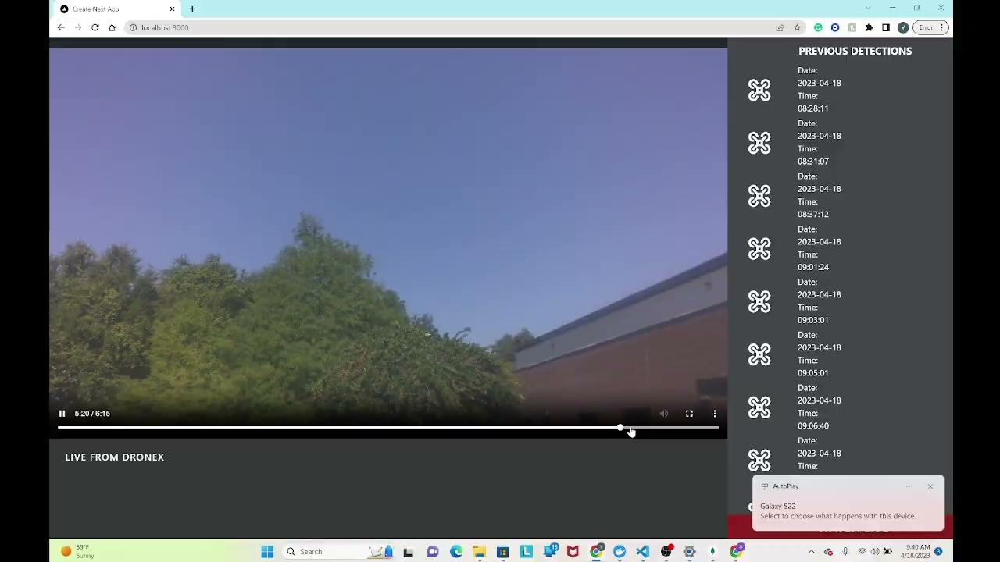 Create Next App
localhost:3000
Error
PREVIOUS DETECTIONS
Date:
2023-04-18
Time:
08:28:11
Date:
2023-04-18
Time:
08:31:07
Date:
2023-04-18
Time:
08:37:12
Date:
2023-04-18
Time:
09:01:24
Date:
2023-04-18
Time:
09:03:01
Date:
2023-04-18
Time:
09:05:01
Date:
2023-04-18
Time:
09:06:40
Date:
2023-04-18
Time:
5:20 / 6:15
LIVE FROM DRONEX
AutoPlay
Galaxy S22
Select to choose what happens with this device.
59°F
Sunny
Search
13
9:40 AM
4/18/2023
3